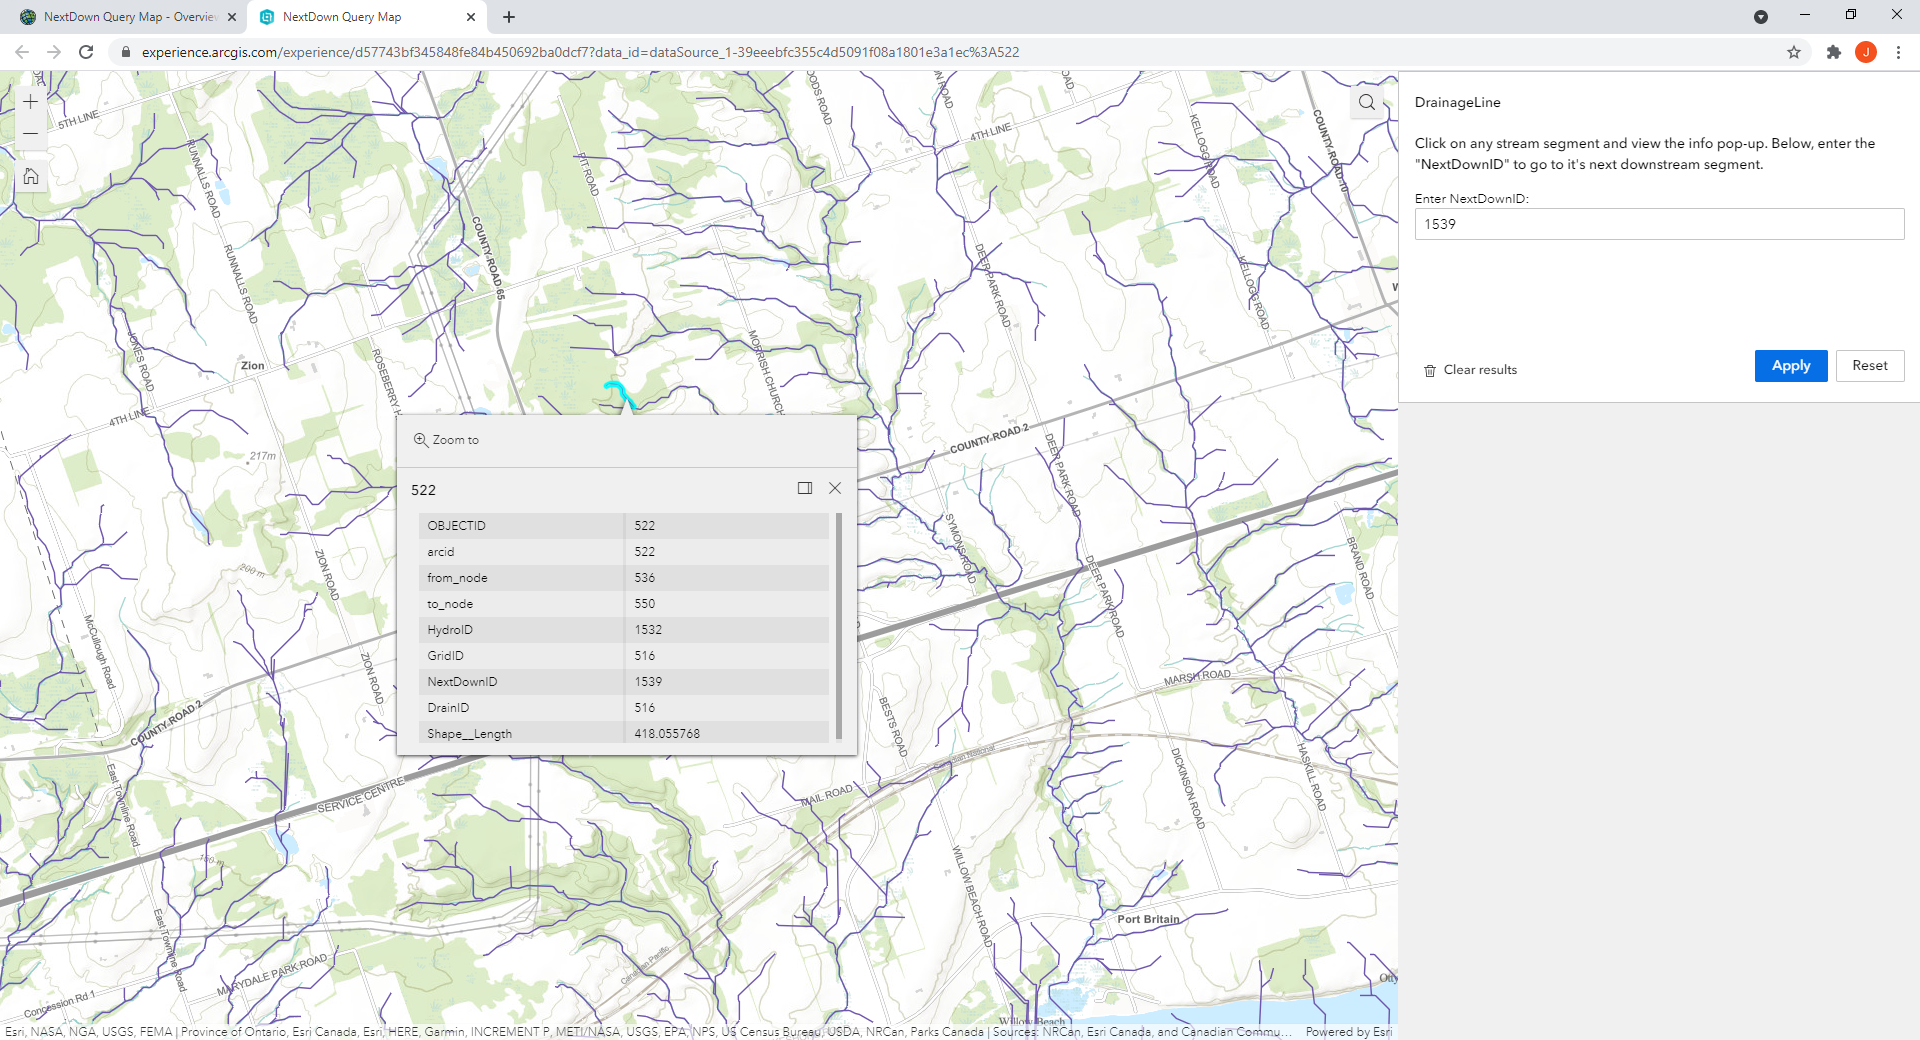 NextDown Query Map - Overview
NextDown Query Map
experience.arcgis.com/experience/d57743bf345848fe84b450692ba0dcf7?data_id=dataSource_1-39eeebfc355c4d5091f08a1801e3a1ec%3A522
J
DrainageLine
Click on any stream segment and view the info pop-up. Below, enter the
"NextDownID" to go to it's next downstream segment.
Enter NextDownID:
1539
Clear results
Apply
Reset
5TH LINE
RUNNALLS ROAD
RUNNALLS ROAD
PIT ROAD
COUNTY ROAD 65
4TH LINE
KELLOGG ROAD
KELLOGG ROAD
COUNTY ROAD 10
DEER PARK ROAD
JONES ROAD
Zion
4TH LINE
MORRISH CHURCH
217m
COUNTY ROAD 2
DEER PARK ROAD
Zoom to
522
OBJECTID 522
arcid 522
from_node 536
to_node 550
HydroID 1532
GridID 516
NextDownID 1539
DrainID 516
Shape__Length 418.055768
SYMONS ROAD
DEER PARK ROAD
BRAND ROAD
ZION ROAD
200 m
McCullough Road
ZION ROAD
COUNTY ROAD 2
MARSH ROAD
BESTS ROAD
Canadian National
DICKINSON ROAD
HASKILL ROAD
East Townline Road
SERVICE CENTRE
MAIL ROAD
150 m
WILLOW BEACH ROAD
Port Britain
East Townline Road
MARYDALE PARK ROAD
Canadian Pacific
Concession Rd 1
Willow Beach
Esri, NASA, NGA, USGS, FEMA | Province of Ontario, Esri Canada, Esri, HERE, Garmin, INCREMENT P, METI/NASA, USGS, EPA, NPS, US Census Bureau, USDA, NRCan, Parks Canada | Sources: NRCan, Esri Canada, and Canadian Commu...
Powered by Esri